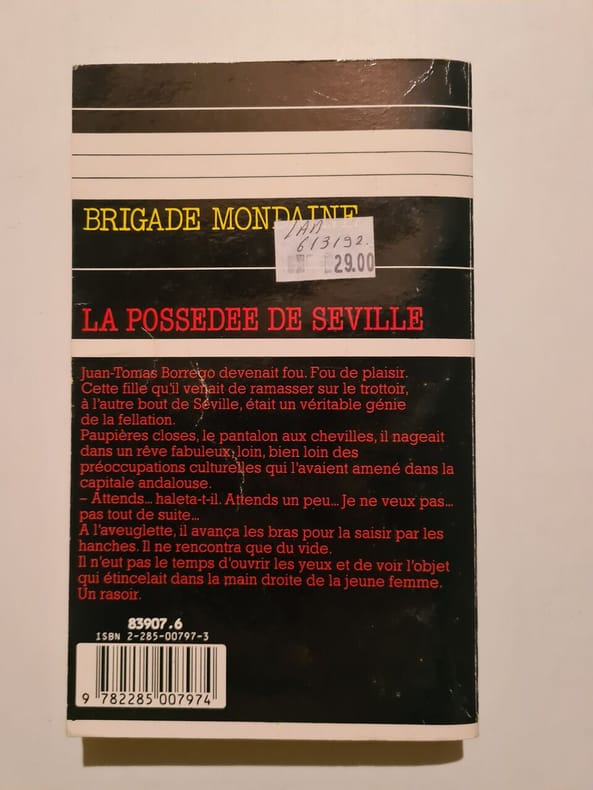 BRIGADE MONDAINE
6/3/92.
29.00
LA POSSEDEE DE SEVILLE
Juan-Tomas Borrego devenait fou. Fou de plaisir.
Cette fille qu'il venait de ramasser sur le trottoir,
à l'autre bout de Séville, était un véritable génie
de la fellation.
Paupières closes, le pantalon aux chevilles, il nageait
dans un rêve fabuleux, loin, bien loin des
préoccupations culturelles qui l'avaient amené dans la
capitale andalouse.
– Attends... haleta-t-il. Attends un peu... Je ne veux pas...
pas tout de suite...
A l'aveuglette, il avança les bras pour la saisir par les
hanches. Il ne rencontra que du vide.
Il n'eut pas le temps d'ouvrir les yeux et de voir l'objet
qui étincelait dans la main droite de la jeune femme.
Un rasoir.
83907.6
ISBN 2-285-00797-3
9 782285 007974